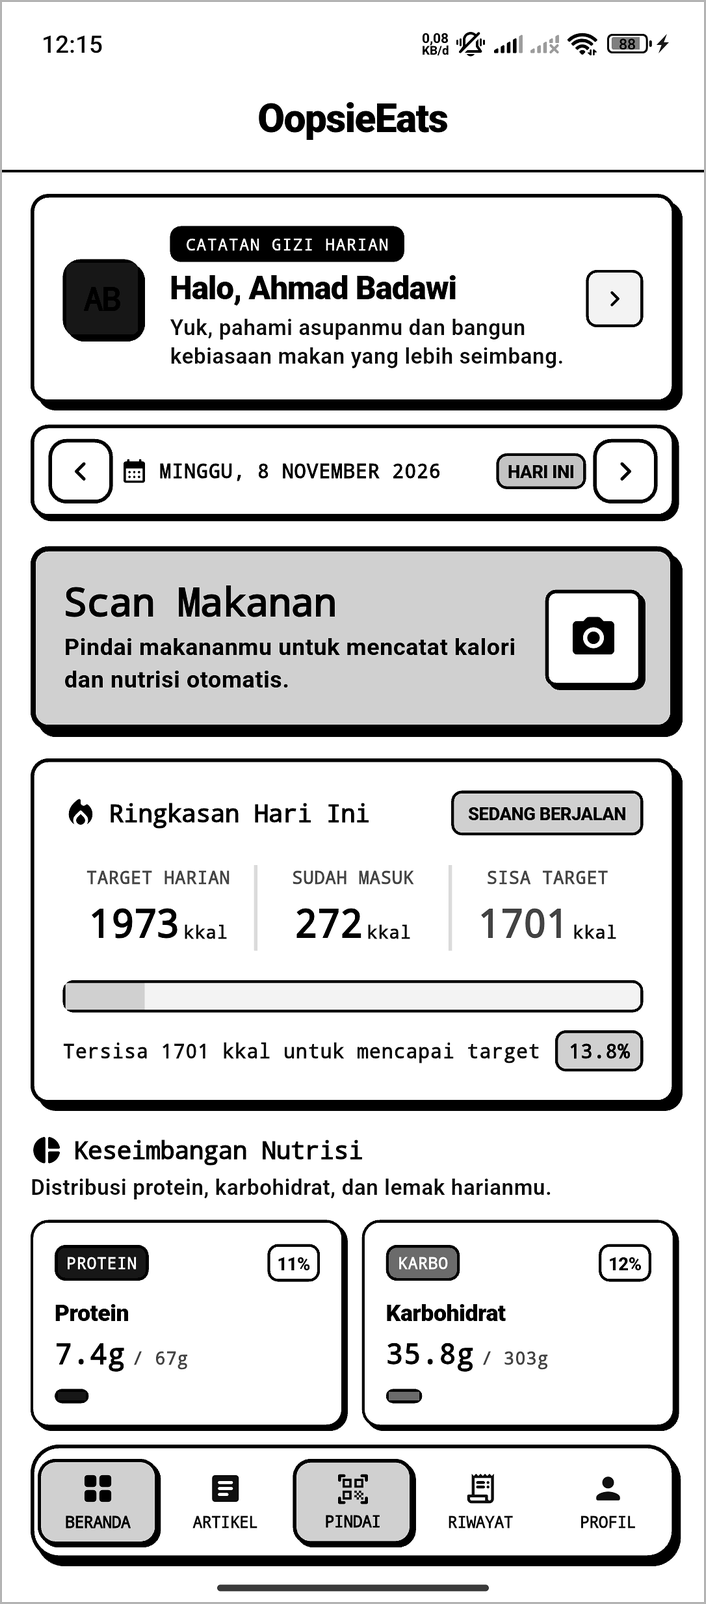 12:15
0,08
KB/d
88
OopsieEats
CATATAN GIZI HARIAN
AB
Halo, Ahmad Badawi
Yuk, pahami asupanmu dan bangun
kebiasaan makan yang lebih seimbang.
MINGGU, 8 NOVEMBER 2026
HARI INI
Scan Makanan
Pindai makananmu untuk mencatat kalori
dan nutrisi otomatis.
Ringkasan Hari Ini
SEDANG BERJALAN
TARGET HARIAN
SUDAH MASUK
SISA TARGET
1973 kkal
272 kkal
1701 kkal
Tersisa 1701 kkal untuk mencapai target
13.8%
Keseimbangan Nutrisi
Distribusi protein, karbohidrat, dan lemak harianmu.
PROTEIN
11%
Protein
7.4g / 67g
KARBO
12%
Karbohidrat
35.8g / 303g
BERANDA
ARTIKEL
PINDAI
RIWAYAT
PROFIL